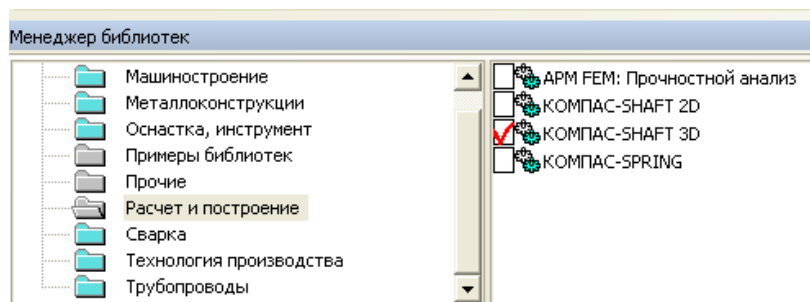 Менеджер библиотек
Машиностроение
Металлоконструкции
Оснастка, инструмент
Примеры библиотек
Прочие
Расчет и построение
Сварка
Технология производства
Трубопроводы
APM FEM: Прочностной анализ
КОМПАС-SHAFT 2D
КОМПАС-SHAFT 3D
КОМПАС-SPRING